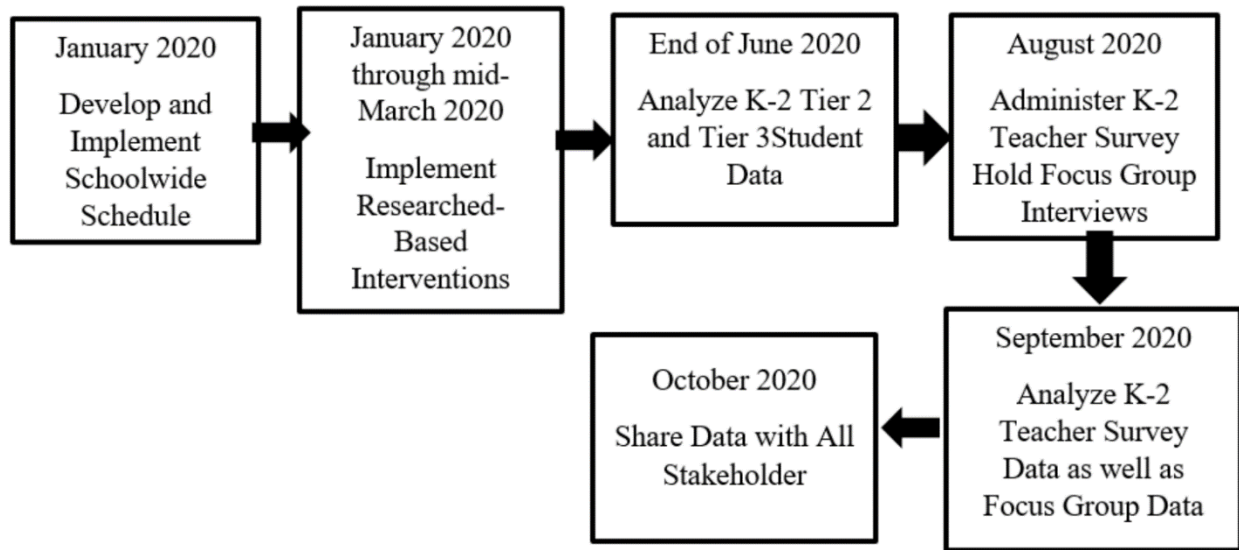 January 2020
Develop and
Implement
Schoolwide
Schedule
January 2020
through mid-
March 2020
Implement
Researched-
Based
Interventions
End of June 2020
Analyze K-2 Tier 2
and Tier 3Student
Data
August 2020
Administer K-2
Teacher Survey
Hold Focus Group
Interviews
September 2020
Analyze K-2
Teacher Survey
Data as well as
Focus Group Data
October 2020
Share Data with All
Stakeholder